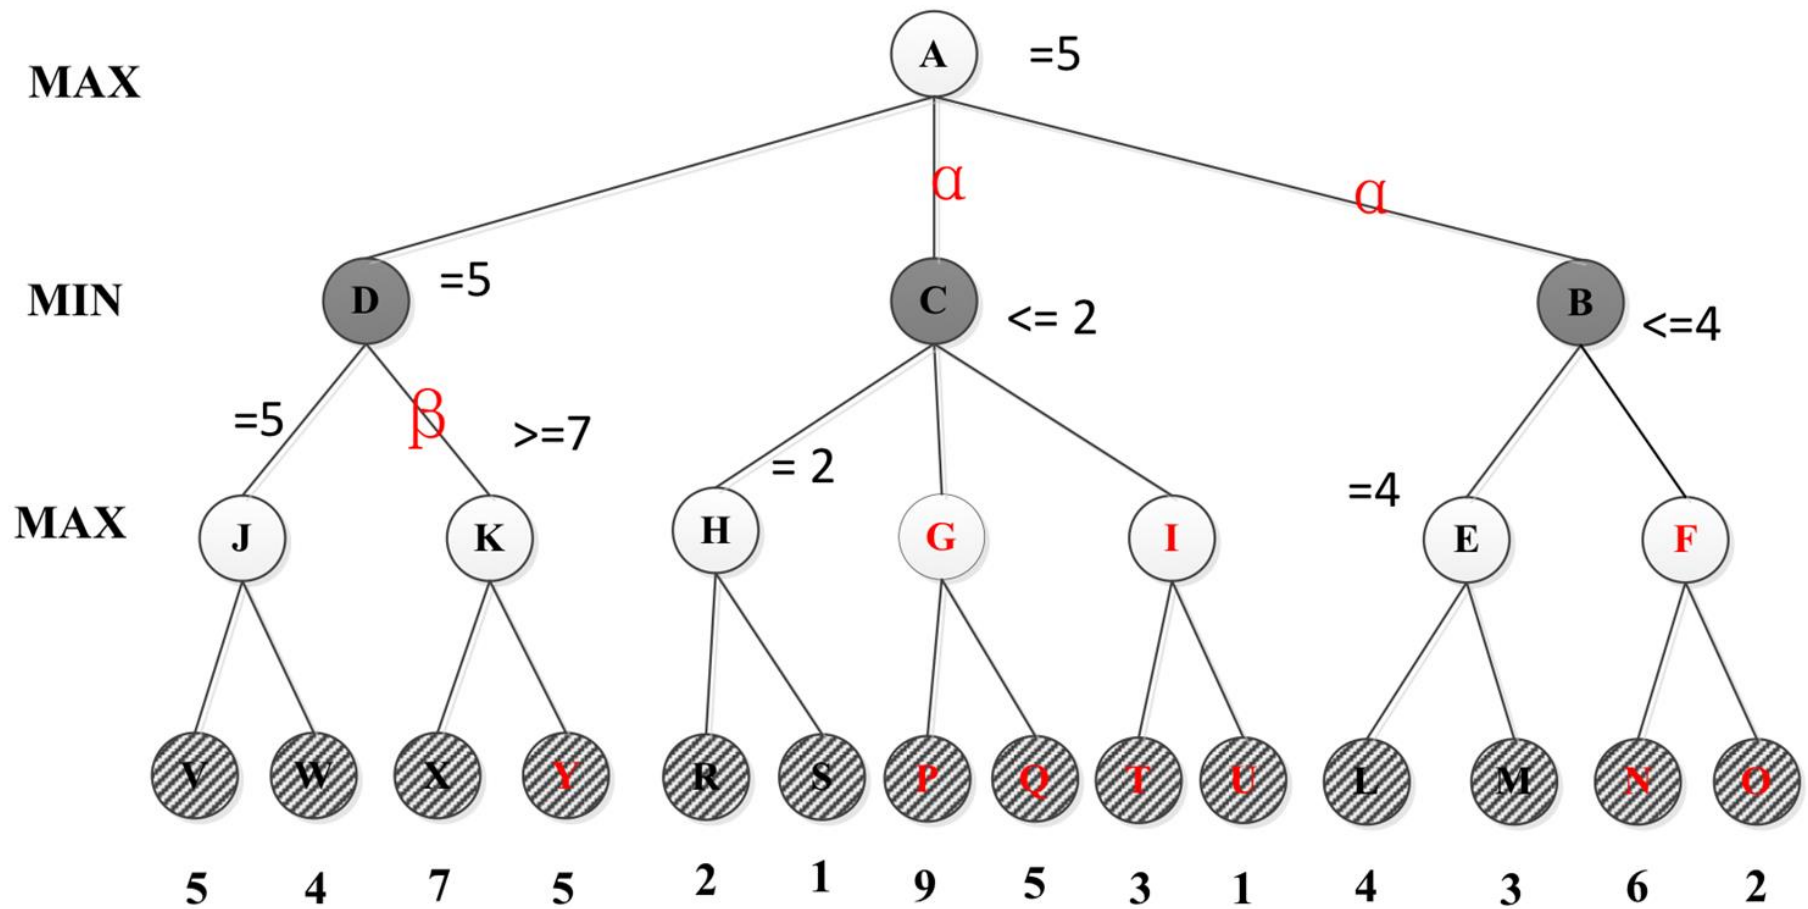 MAX A =5
α α
MIN D =5 C <= 2 B <=4
=5 β >=7 = 2 =4
MAX J K H G I E F
V W X Y R S P Q T U L M N O
5 4 7 5 2 1 9 5 3 1 4 3 6 2